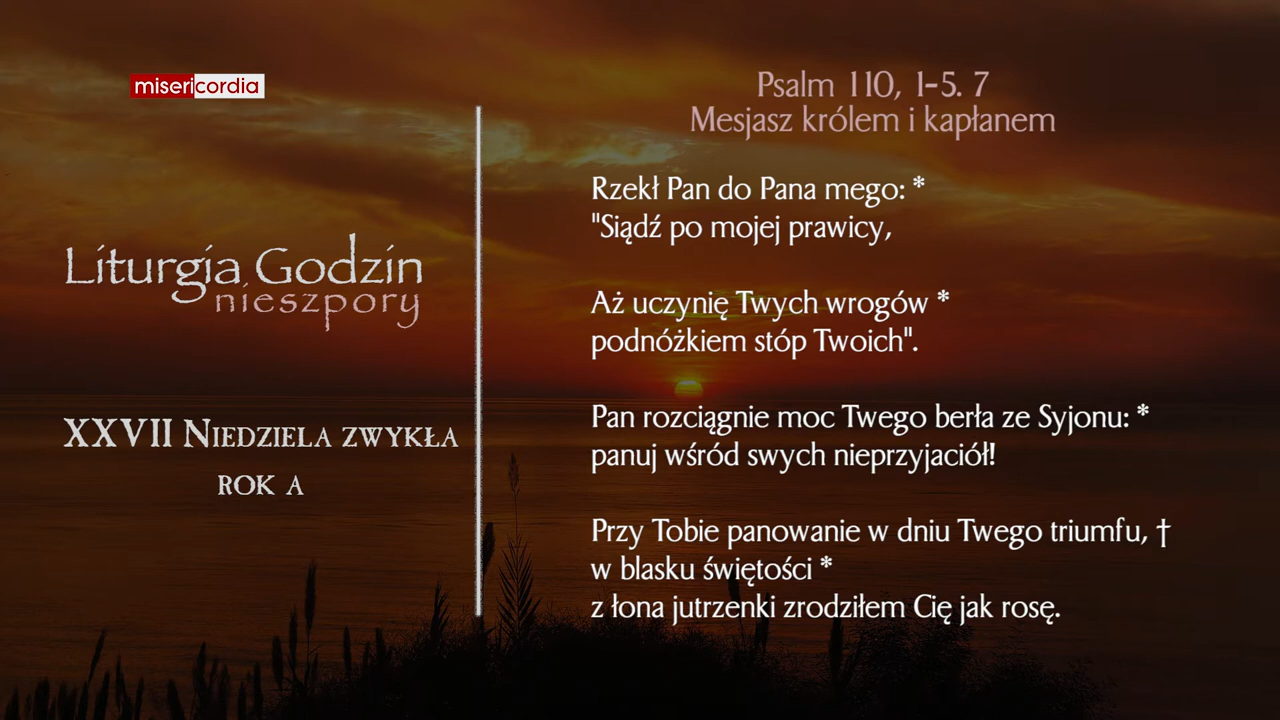 misericordia
Liturgia Godzin
nieszpory
XXVII Niedziela zwykła
rok A
Psalm 110, 1-5. 7
Mesjasz królem i kapłanem
Rzekł Pan do Pana mego: *
"Siądź po mojej prawicy,
Aż uczynię Twych wrogów *
podnóżkiem stóp Twoich".
Pan rozciągnie moc Twego berła ze Syjonu: *
panuj wśród swych nieprzyjaciół!
Przy Tobie panowanie w dniu Twego triumfu, †
w blasku świętości *
z łona jutrzenki zrodziłem Cię jak rosę.